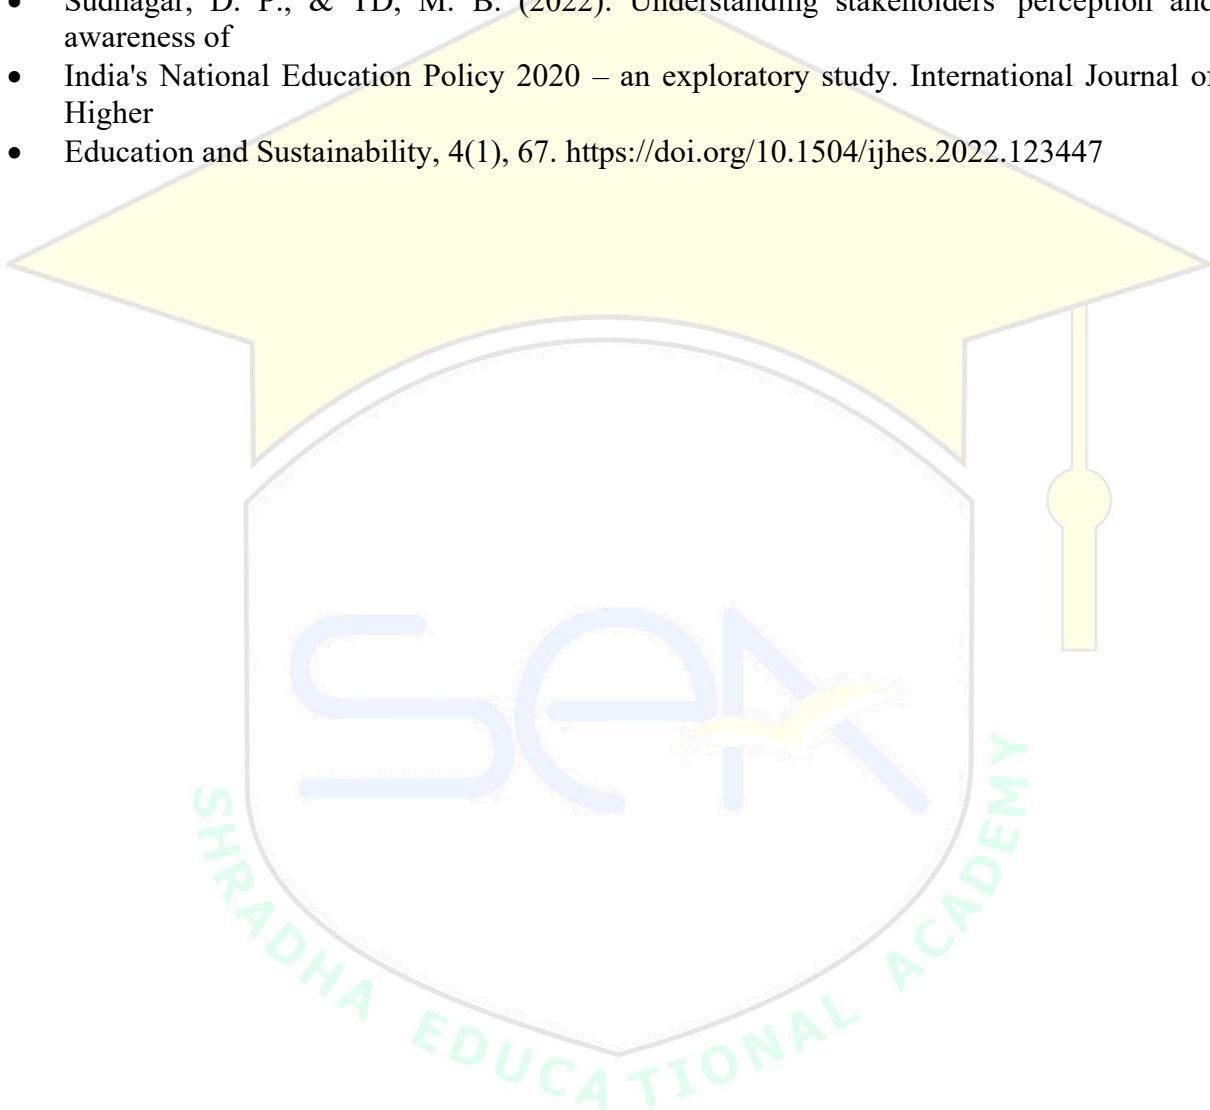 • Sudhagar, D. P., & TD, M. B. (2022). Understanding stakeholders' perception and
awareness of
• India's National Education Policy 2020 – an exploratory study. International Journal of
Higher
• Education and Sustainability, 4(1), 67. https://doi.org/10.1504/ijhes.2022.123447
SEA
SHRADHA EDUCATIONAL ACADEMY